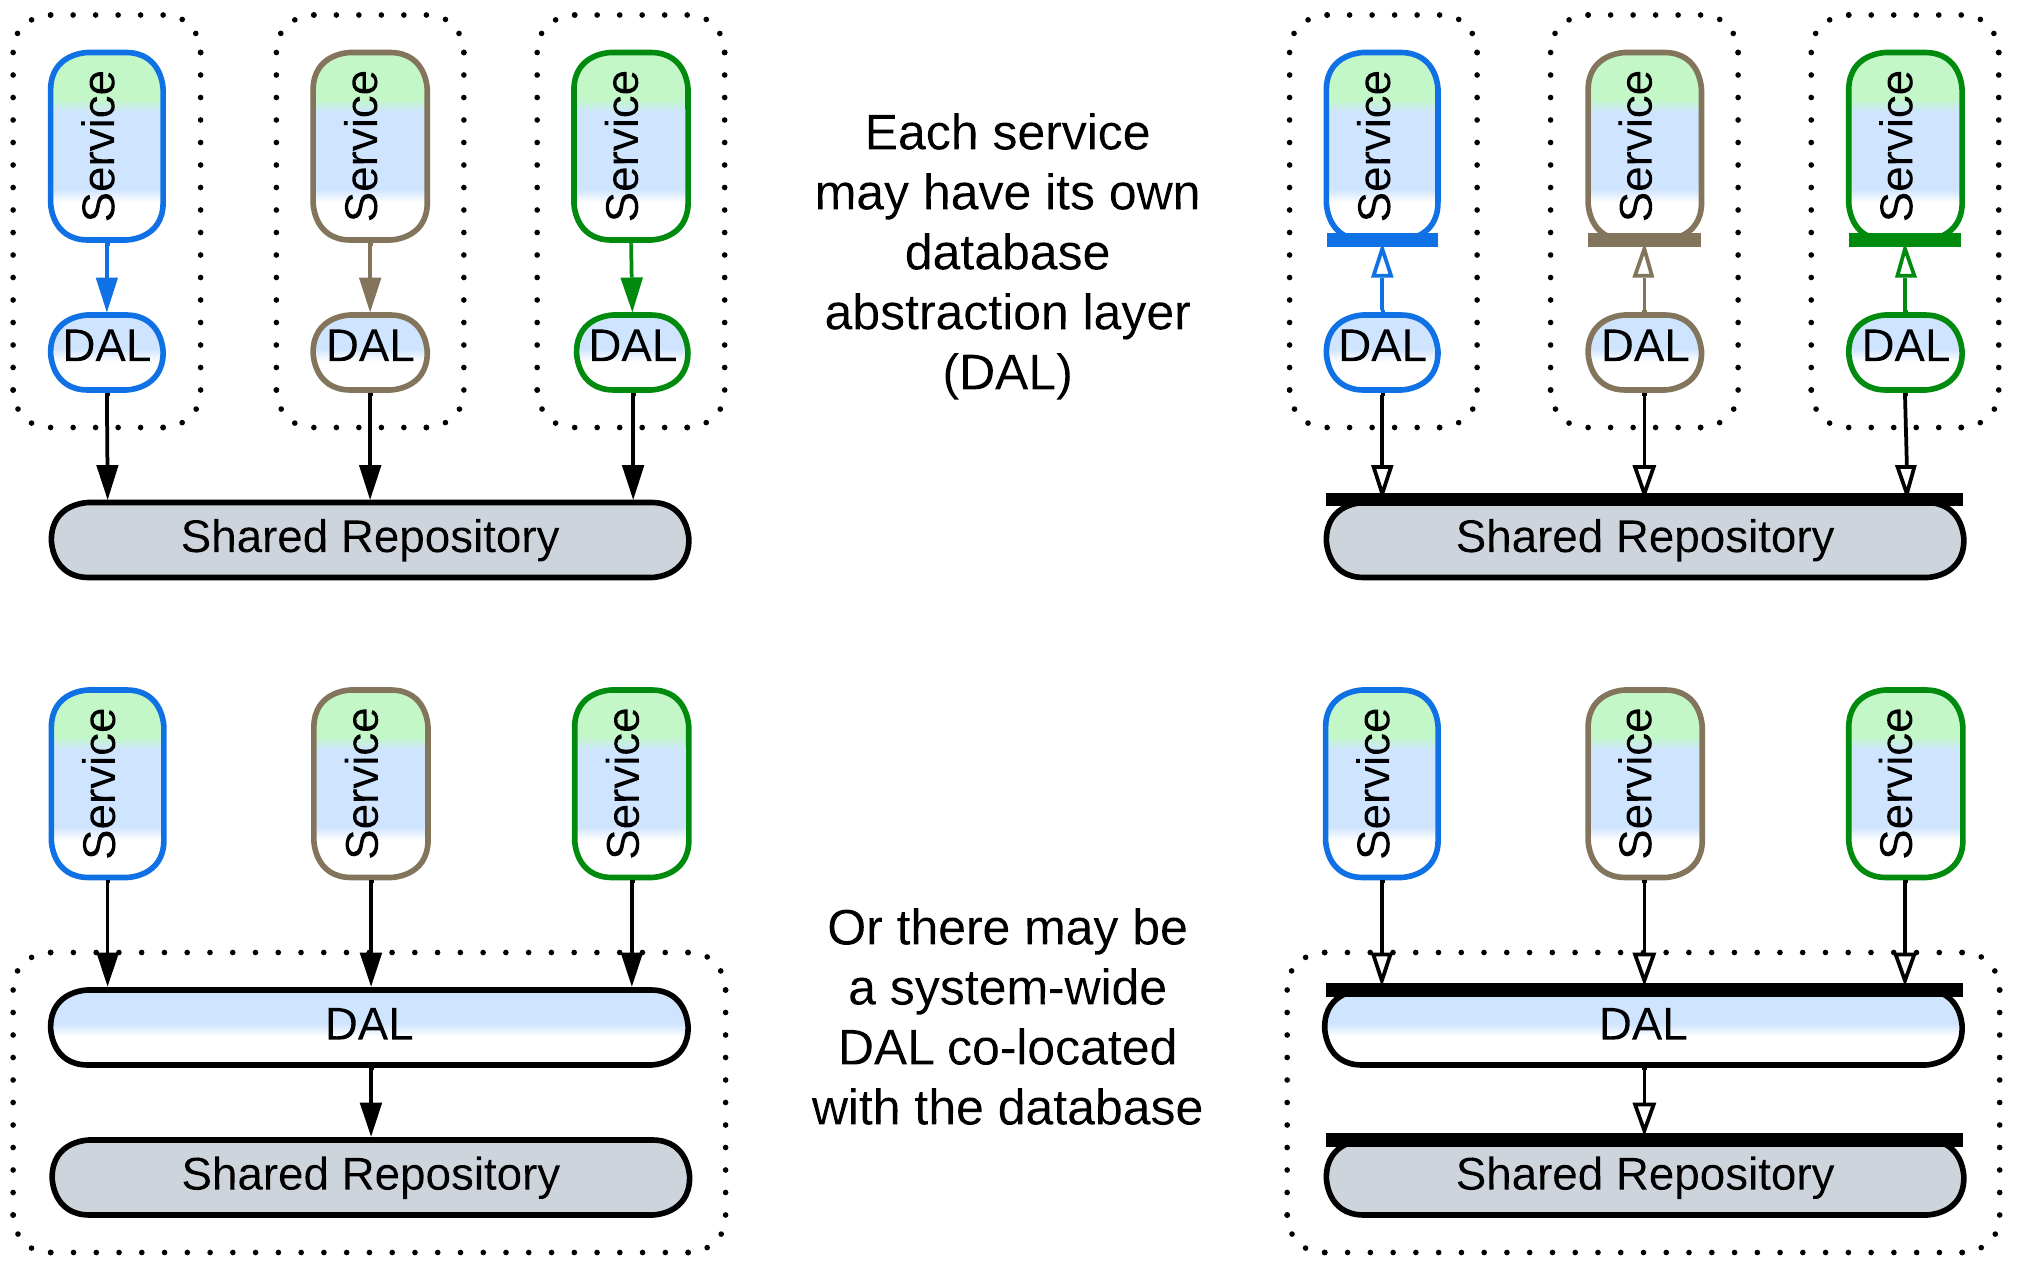 Service
Service
Service
DAL
DAL
DAL
Shared Repository
Each service
may have its own
database
abstraction layer
(DAL)
Service
Service
Service
DAL
DAL
DAL
Shared Repository
Service
Service
Service
DAL
Shared Repository
Or there may be
a system-wide
DAL co-located
with the database
Service
Service
Service
DAL
Shared Repository